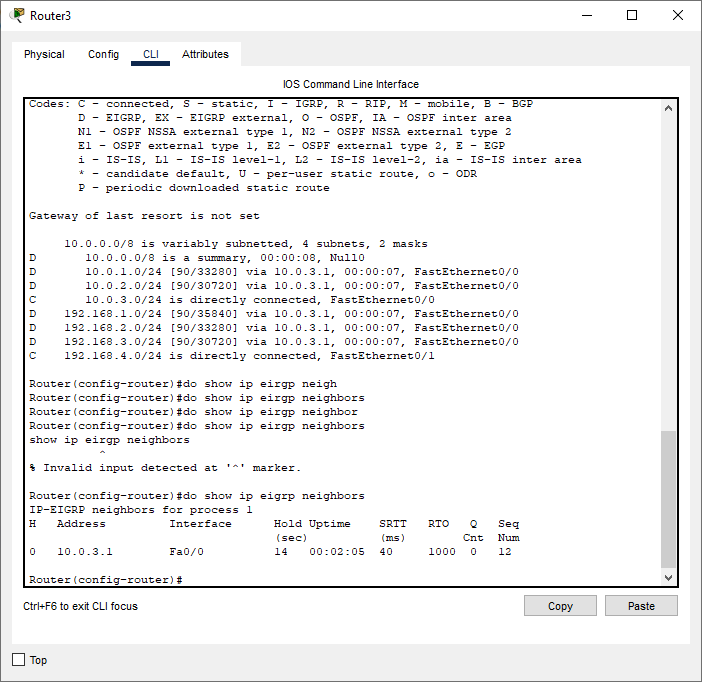 Router3
Physical Config CLI Attributes
IOS Command Line Interface
Codes: C - connected, S - static, I - IGRP, R - RIP, M - mobile, B - BGP
D - EIGRP, EX - EIGRP external, O - OSPF, IA - OSPF inter area
N1 - OSPF NSSA external type 1, N2 - OSPF NSSA external type 2
E1 - OSPF external type 1, E2 - OSPF external type 2, E - EGP
i - IS-IS, L1 - IS-IS level-1, L2 - IS-IS level-2, ia - IS-IS inter area
* - candidate default, U - per-user static route, o - ODR
P - periodic downloaded static route
Gateway of last resort is not set
10.0.0.0/8 is variably subnetted, 4 subnets, 2 masks
D 10.0.0.0/8 is a summary, 00:00:08, Null0
D 10.0.1.0/24 [90/33280] via 10.0.3.1, 00:00:07, FastEthernet0/0
D 10.0.2.0/24 [90/30720] via 10.0.3.1, 00:00:07, FastEthernet0/0
C 10.0.3.0/24 is directly connected, FastEthernet0/0
D 192.168.1.0/24 [90/35840] via 10.0.3.1, 00:00:07, FastEthernet0/0
D 192.168.2.0/24 [90/33280] via 10.0.3.1, 00:00:07, FastEthernet0/0
D 192.168.3.0/24 [90/30720] via 10.0.3.1, 00:00:07, FastEthernet0/0
C 192.168.4.0/24 is directly connected, FastEthernet0/1
Router(config-router)#do show ip eirgp neigh
Router(config-router)#do show ip eirgp neighbors
Router(config-router)#do show ip eirgp neighbor
Router(config-router)#do show ip eirgp neighbors
show ip eirgp neighbors
^
% Invalid input detected at '^' marker.
Router(config-router)#do show ip eigrp neighbors
IP-EIGRP neighbors for process 1
H Address Interface Hold Uptime SRTT RTO Q Seq
(sec) (ms) Cnt Num
0 10.0.3.1 Fa0/0 14 00:02:05 40 1000 0 12
Router(config-router)#
Ctrl+F6 to exit CLI focus
Copy Paste
Top